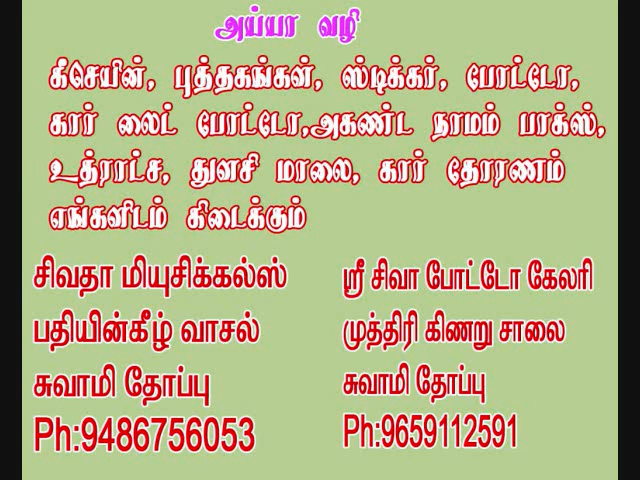 அய்யா வழி
கீசெயின், புத்தகங்கள், ஸ்டிக்கர், போட்டோ,
கார் லைட் போட்டோ,அகண்ட நாமம் பாக்ஸ்,
உத்ராட்ச, துளசி மாலை, கார் தோரணம்
எங்களிடம் கிடைக்கும்
சிவதா மியுசிக்கல்ஸ்
பதியின்கீழ் வாசல்
சுவாமி தோப்பு
Ph:9486756053
ஸ்ரீ சிவா போட்டோ கேலரி
முத்திரி கிணறு சாலை
சுவாமி தோப்பு
Ph:9659112591